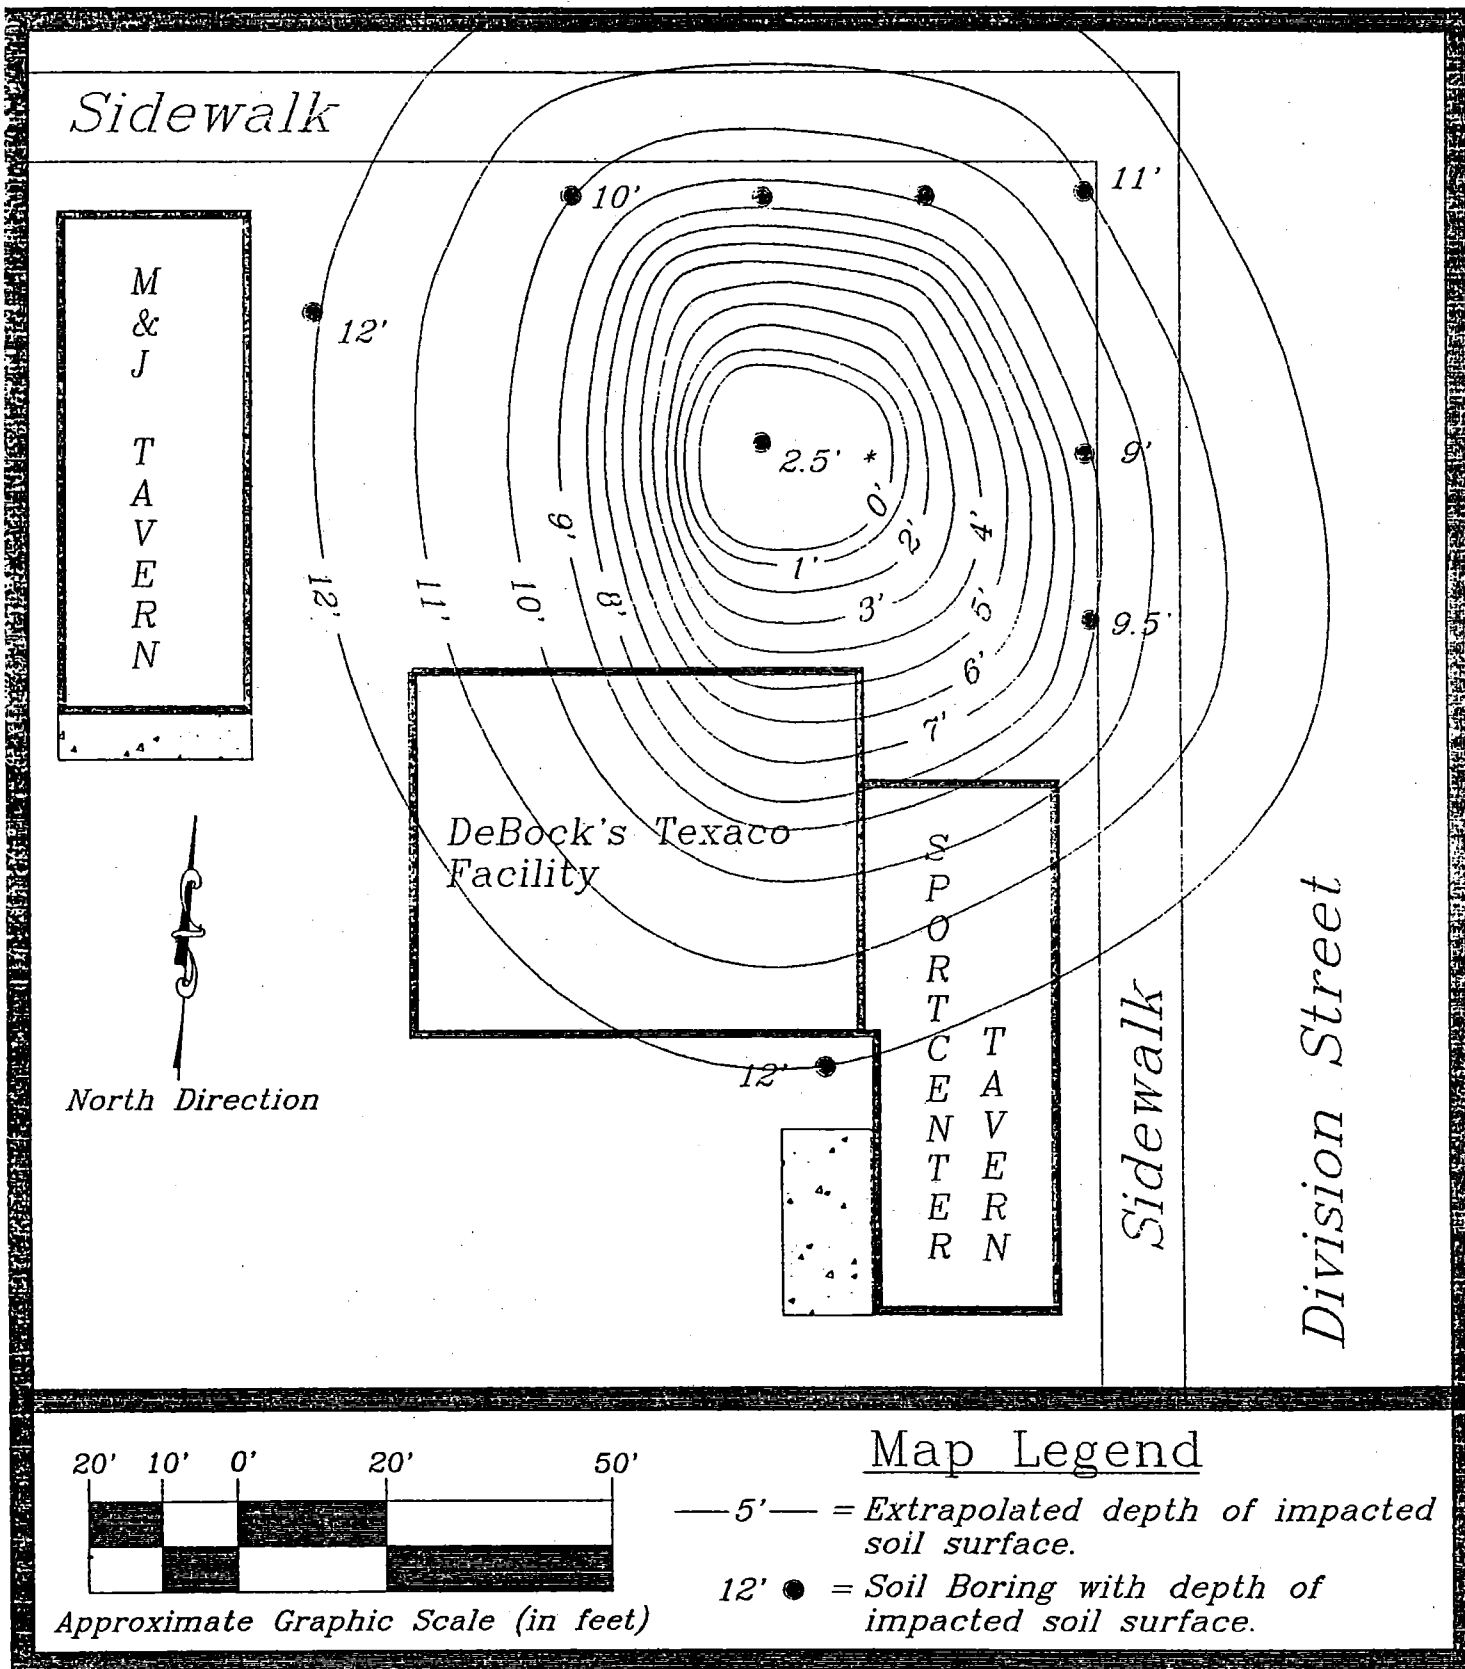 Sidewalk
10'
11'
12'
M & J TAVERN
2.5' *
9'
0'
1'
2'
3'
4'
5'
6'
7'
8'
9'
10'
11'
12'
9.5'
DeBock's Texaco
Facility
SPORTCENTER
TAVERN
12'
Sidewalk
Division Street
North Direction
20' 10' 0' 20' 50'
Approximate Graphic Scale (in feet)
Map Legend
5' = Extrapolated depth of impacted
soil surface.
12' = Soil Boring with depth of
impacted soil surface.